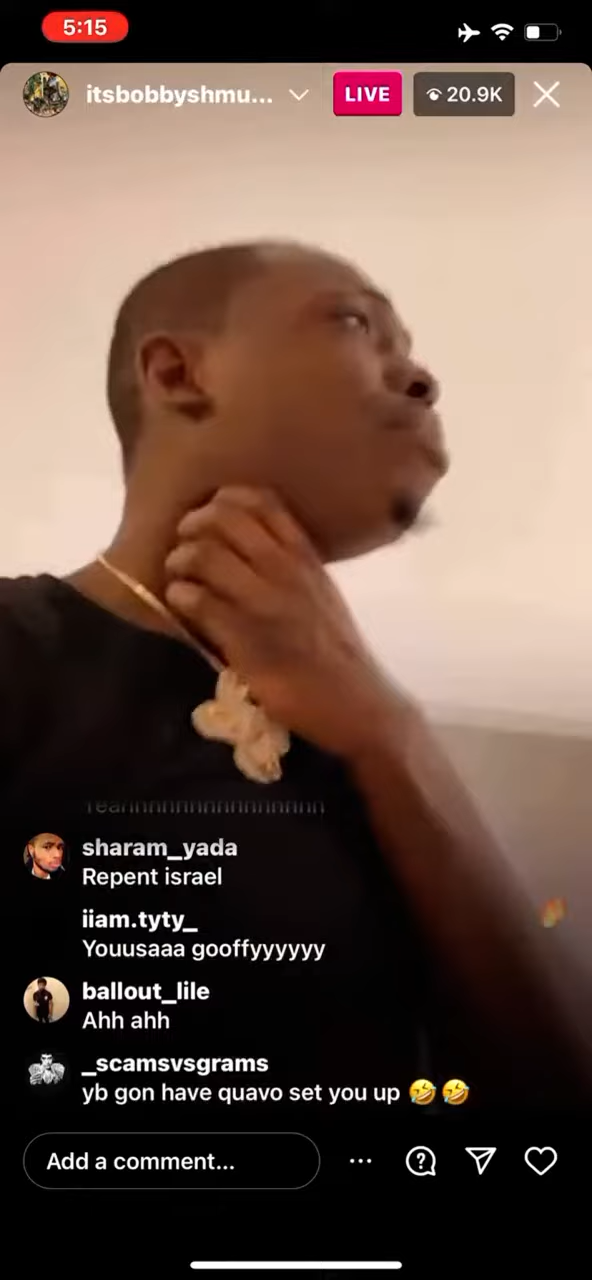 5:15
itsbobbyshmu...
LIVE
20.9K
Yeahhhhhhhhhhhhhhh
sharam_yada
Repent israel
iiam.tyty_
Youusaaa gooffyyyyyy
ballout_lile
Ahh ahh
_scamsvsgrams
yb gon have quavo set you up 🤣🤣
Add a comment...